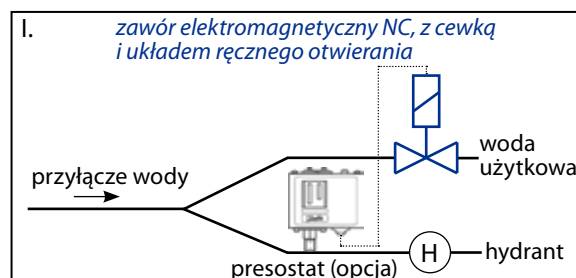 I.
zawór elektromagnetyczny NC, z cewką
i układem ręcznego otwierania
woda
użytkowa
przyłącze wody
H
hydrant
presostat (opcja)